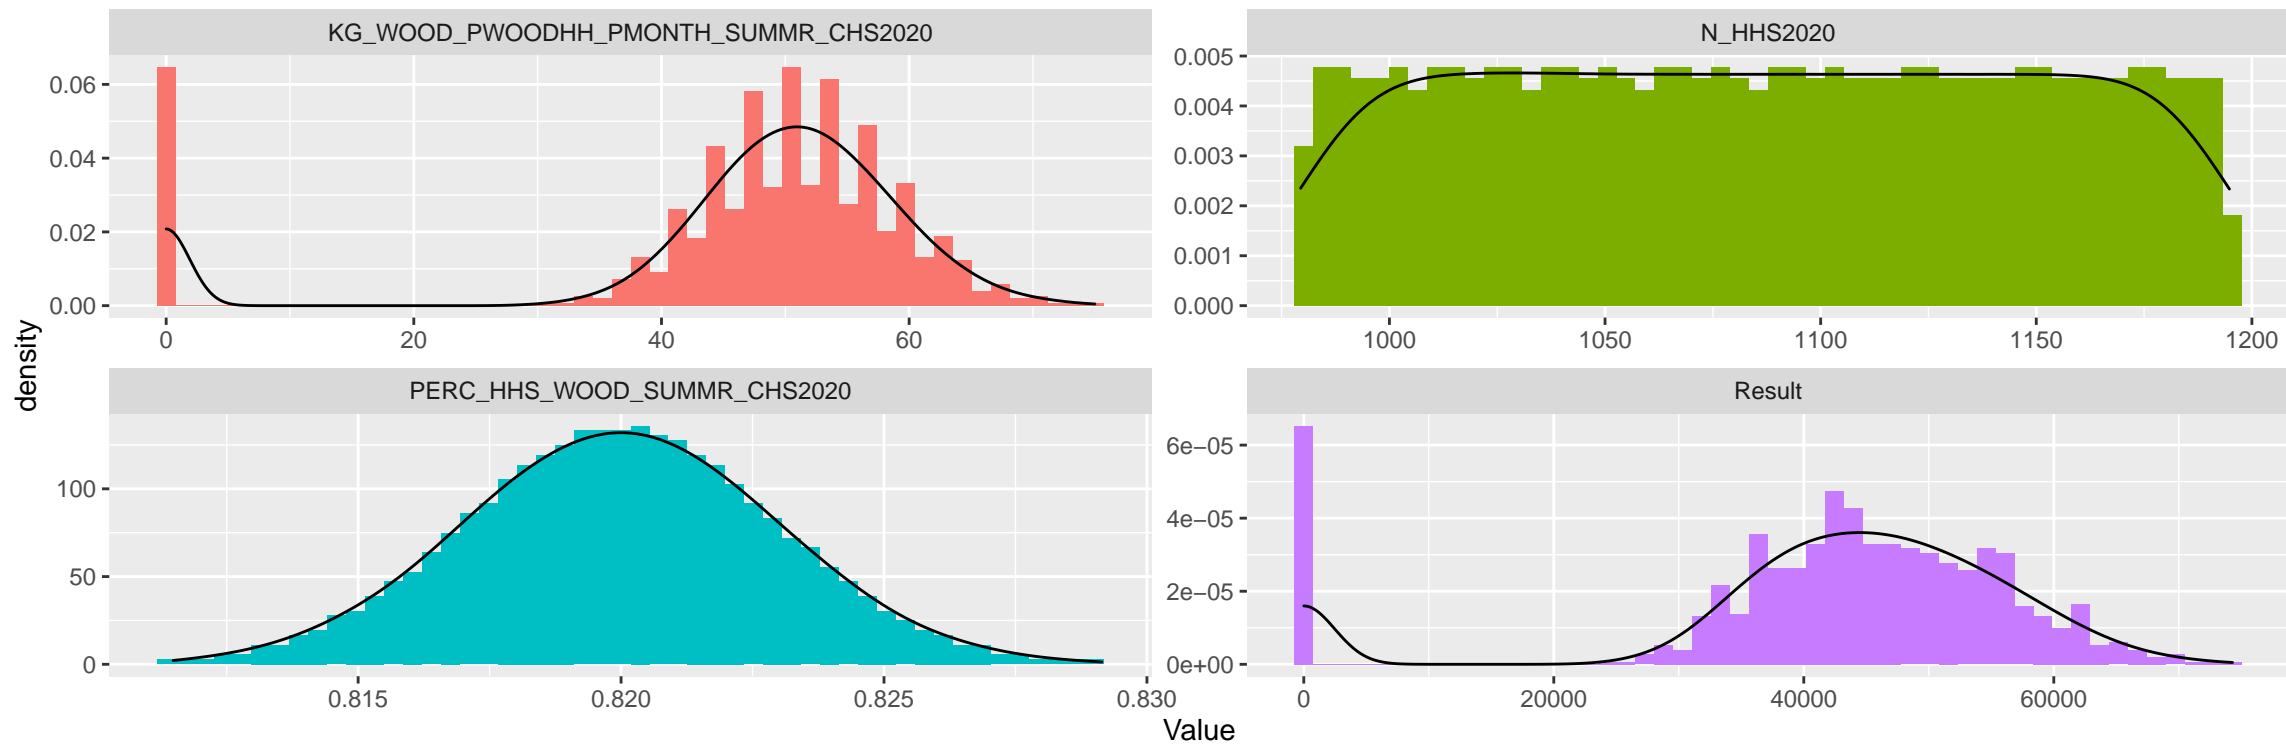 KG_WOOD_PWOODHH_PMONTH_SUMMR_CHS2020
0.06
0.04
0.02
0.00
0 20 40 60
N_HHS2020
0.005
0.004
0.003
0.002
0.001
0.000
1000 1050 1100 1150 1200
density
PERC_HHS_WOOD_SUMMR_CHS2020
100
50
0
0.815 0.820 0.825 0.830
Result
6e−05
4e−05
2e−05
0e+00
0 20000 40000 60000
Value